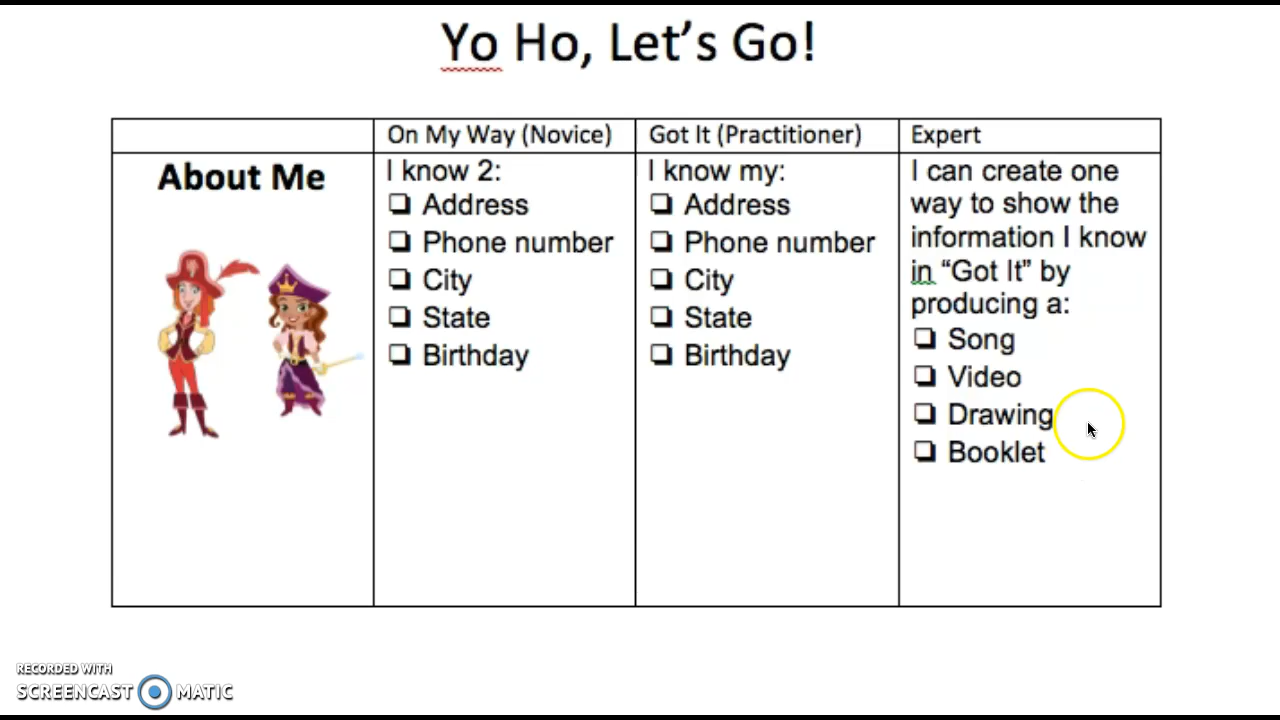 Yo Ho, Let's Go!
On My Way (Novice)
Got It (Practitioner)
Expert
About Me
I know 2:
❏ Address
❏ Phone number
❏ City
❏ State
❏ Birthday
I know my:
❏ Address
❏ Phone number
❏ City
❏ State
❏ Birthday
I can create one
way to show the
information I know
in “Got It” by
producing a:
❏ Song
❏ Video
❏ Drawing
❏ Booklet
RECORDED WITH
SCREENCAST MATIC